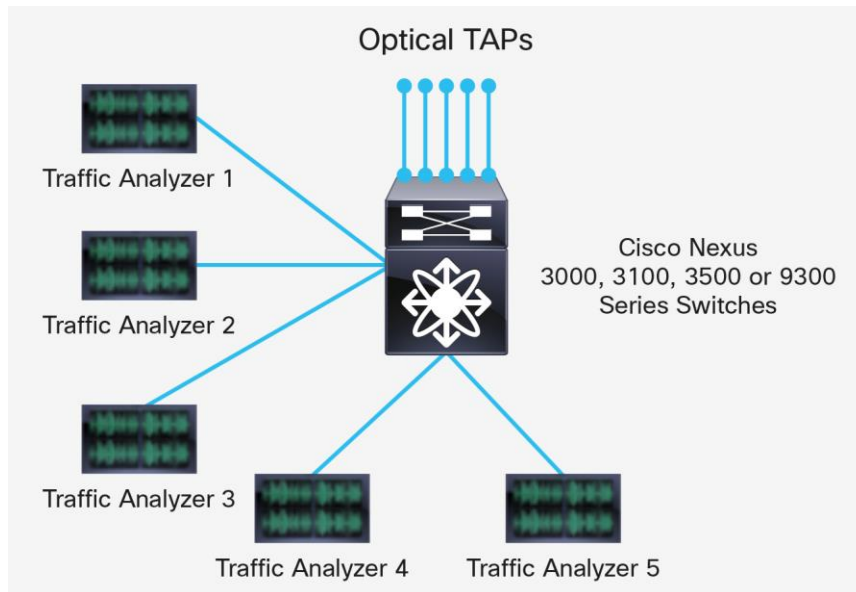 Optical TAPs
Traffic Analyzer 1
Traffic Analyzer 2
Cisco Nexus
3000, 3100, 3500 or 9300
Series Switches
Traffic Analyzer 3
Traffic Analyzer 4
Traffic Analyzer 5